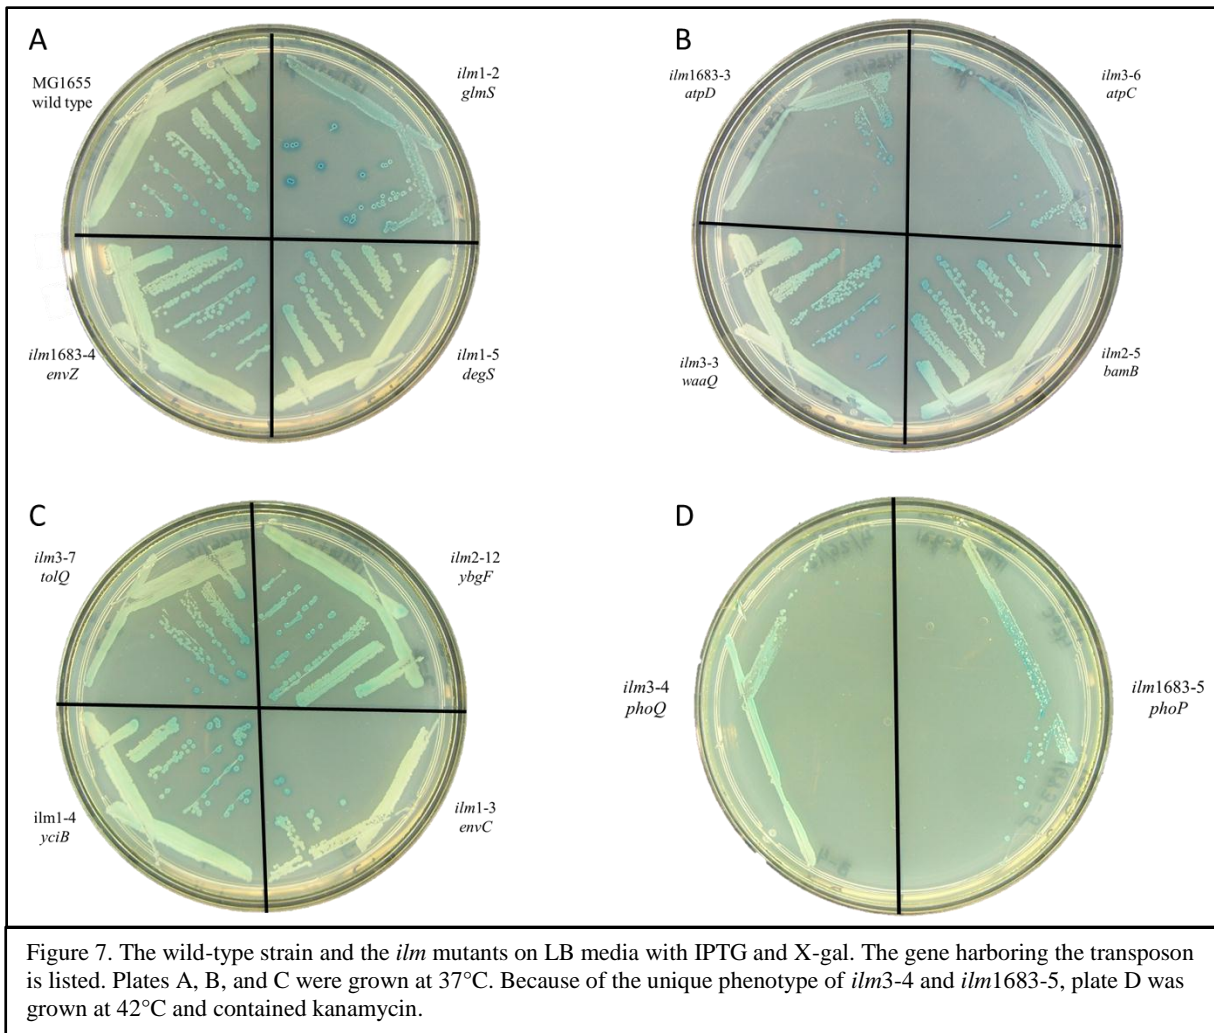 A
MG1655
wild type
ilm1-2
glmS
ilm1683-4
envZ
ilm1-5
degS
B
ilm1683-3
atpD
ilm3-6
atpC
ilm3-3
waaQ
ilm2-5
bamB
C
ilm3-7
tolQ
ilm2-12
ybgF
ilm1-4
yciB
ilm1-3
envC
D
ilm3-4
phoQ
ilm1683-5
phoP
Figure 7. The wild-type strain and the ilm mutants on LB media with IPTG and X-gal. The gene harboring the transposon
is listed. Plates A, B, and C were grown at 37°C. Because of the unique phenotype of ilm3-4 and ilm1683-5, plate D was
grown at 42°C and contained kanamycin.